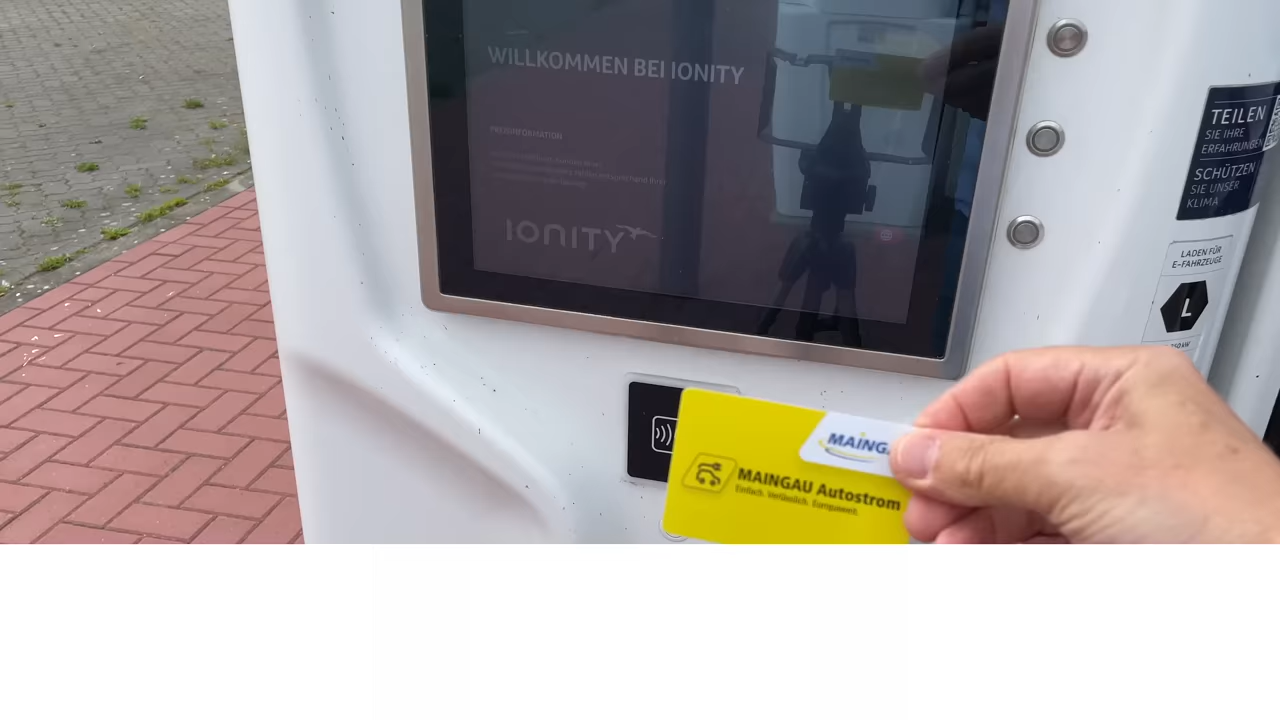 WILLKOMMEN BEI IONITY
PREISINFORMATION
IONITY
TEILEN
SIE IHRE
ERFAHRUNGEN
SCHÜTZEN
SIE UNSER
KLIMA
LADEN FÜR
E-FAHRZEUGE
L
MAINGA
MAINGAU Autostrom
Einfach. Verlässlich. Europaweit.